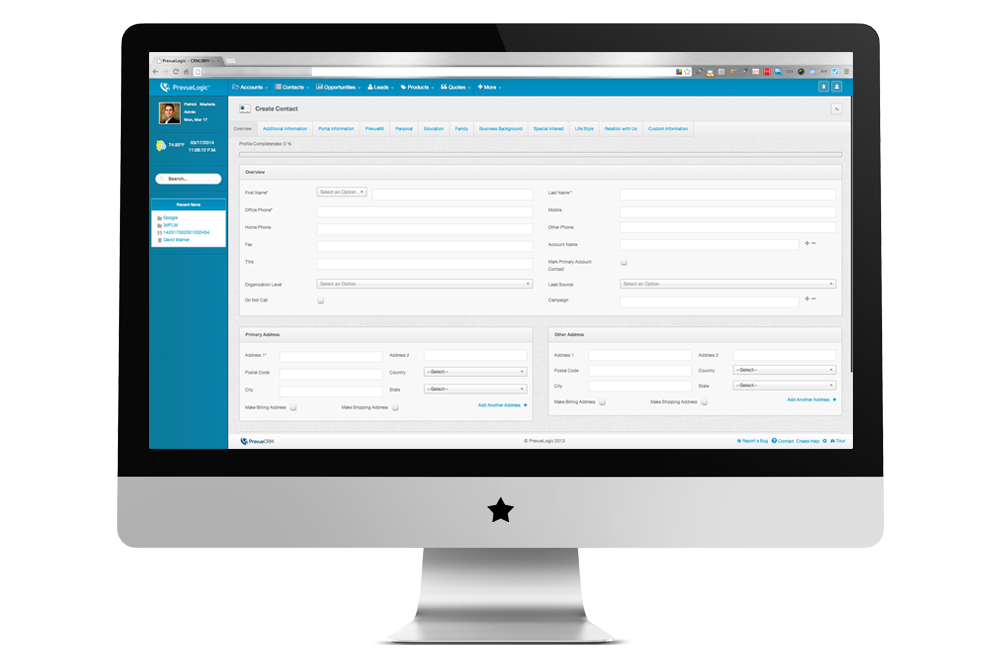 PrevueLogic - CRM/BRM
PrevueLogic
Accounts
Contacts
Opportunities
Leads
Products
Quotes
More
Patrick Madaris
Admin
Mon, Mar 17
74.83°F
03/17/2014
11:06:12 P.M.
Search...
Recent Items
Google
3dPLM
David Warner
Create Contact
Overview
Additional Information
Portal Information
PrevueMi
Personal
Education
Family
Business Background
Special Interest
Life Style
Relation with Us
Custom Information
Profile Completeness: 0 %
Overview
First Name*
Select an Option
Last Name *
Office Phone*
Mobile
Home Phone
Other Phone
Fax
Account Name
Title
Mark Primary Account
Contact
Organization Level
Select an Option
Lead Source
Select an Option
Do Not Call
Campaign
Primary Address
Address 1*
Address 2
Postal Code
Country
--Select--
City
State
--Select--
Make Billing Address
Make Shipping Address
Add Another Address +
Other Address
Address 1
Address 2
Postal Code
Country
--Select--
City
State
--Select--
Make Billing Address
Make Shipping Address
Add Another Address +
PrevueCRM
© PrevueLogic 2013
Report a Bug
Contact
Create Help
Tour